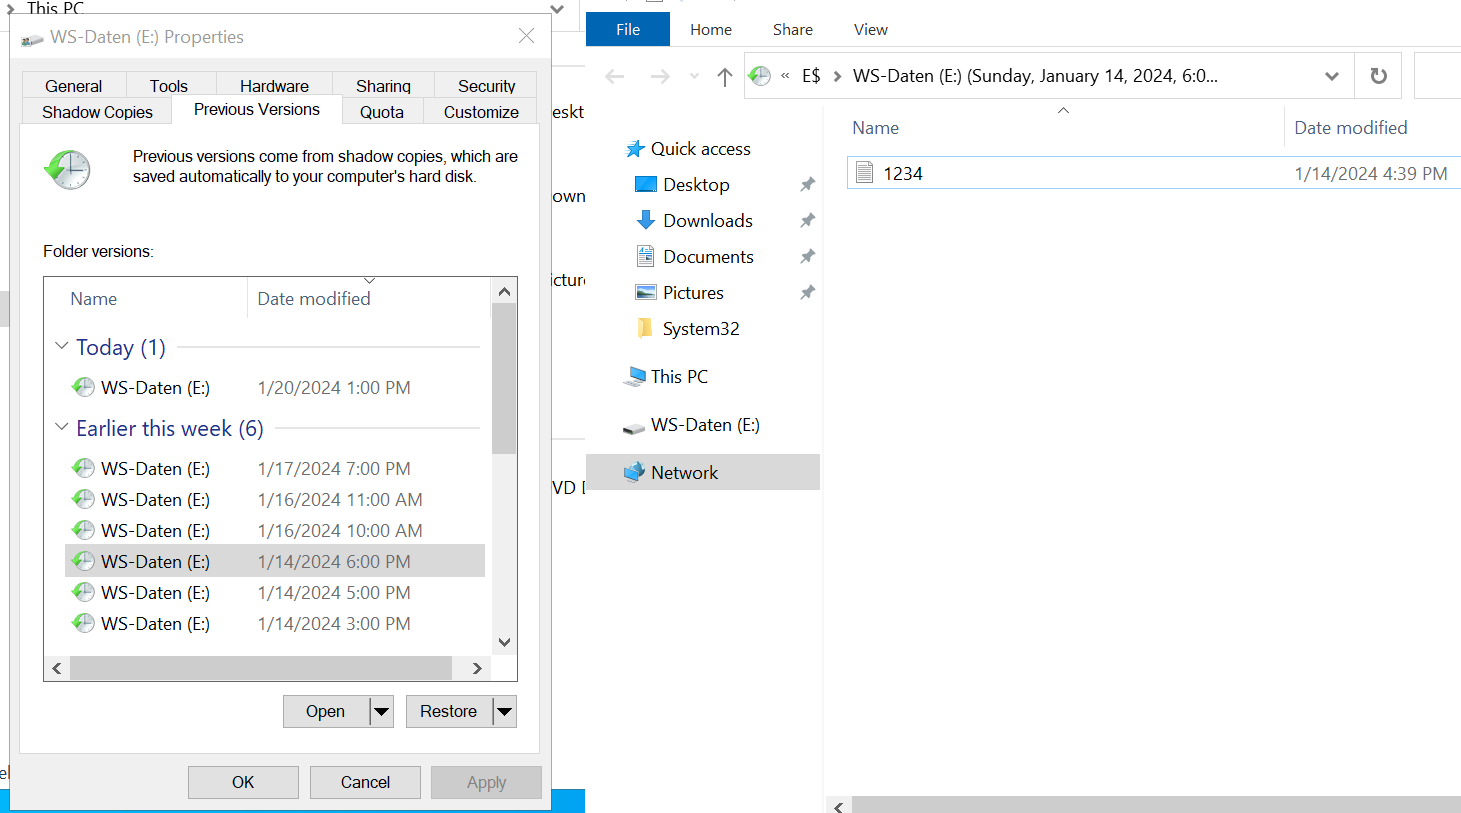 This PC
WS-Daten (E:) Properties
General Tools Hardware Sharing Security
Shadow Copies Previous Versions Quota Customize
Previous versions come from shadow copies, which are
saved automatically to your computer's hard disk.
Folder versions:
Name Date modified
Today (1)
WS-Daten (E:) 1/20/2024 1:00 PM
Earlier this week (6)
WS-Daten (E:) 1/17/2024 7:00 PM
WS-Daten (E:) 1/16/2024 11:00 AM
WS-Daten (E:) 1/16/2024 10:00 AM
WS-Daten (E:) 1/14/2024 6:00 PM
WS-Daten (E:) 1/14/2024 5:00 PM
WS-Daten (E:) 1/14/2024 3:00 PM
Open Restore
OK Cancel Apply
eskt
own
icture
VD
File Home Share View
« E$ > WS-Daten (E:) (Sunday, January 14, 2024, 6:0...
Quick access
Desktop
Downloads
Documents
Pictures
System32
This PC
WS-Daten (E:)
Network
Name Date modified
1234 1/14/2024 4:39 PM